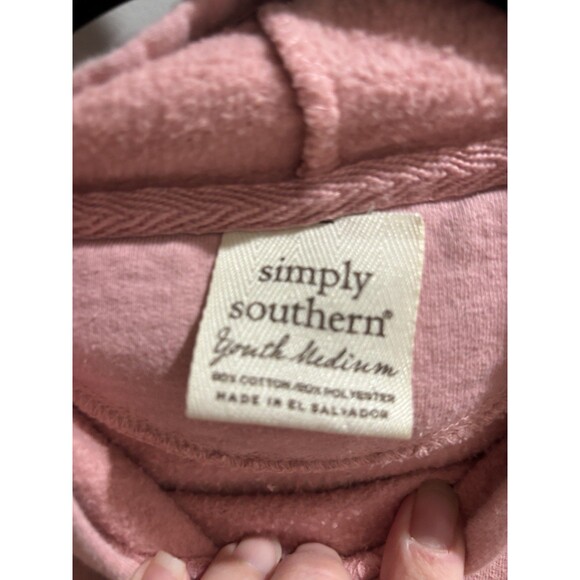 simply
southern®
Youth Medium
80% COTTON/20% POLYESTER
MADE IN EL SALVADOR